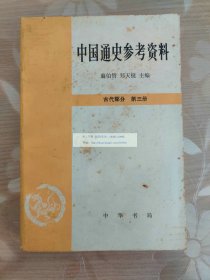 中国通史参考资料
翦伯赞 郑天挺 主编
古代部分 第三册
中华书局